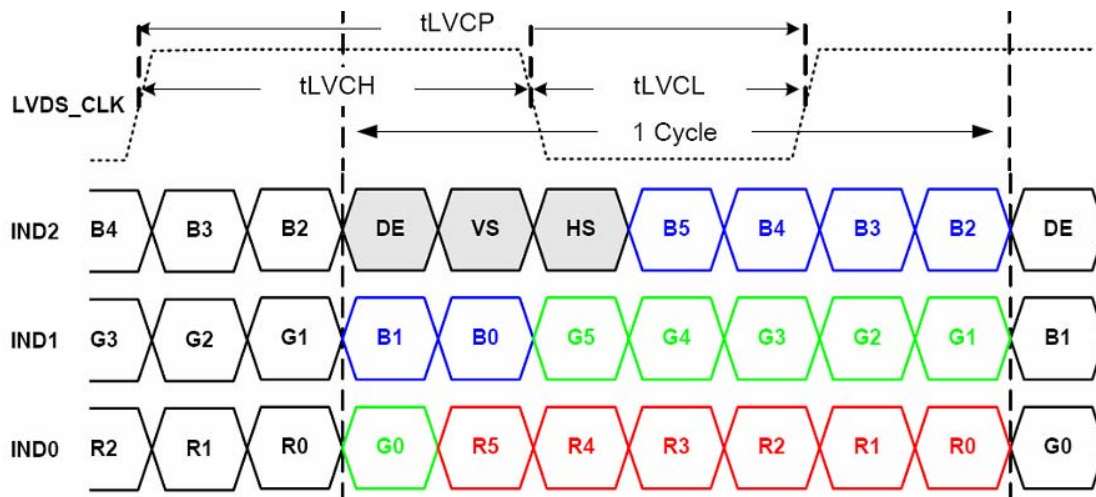 tLVCP
tLVCH
tLVCL
LVDS_CLK
1 Cycle
IND2 B4 B3 B2 DE VS HS B5 B4 B3 B2 DE
IND1 G3 G2 G1 B1 B0 G5 G4 G3 G2 G1 B1
IND0 R2 R1 R0 G0 R5 R4 R3 R2 R1 R0 G0